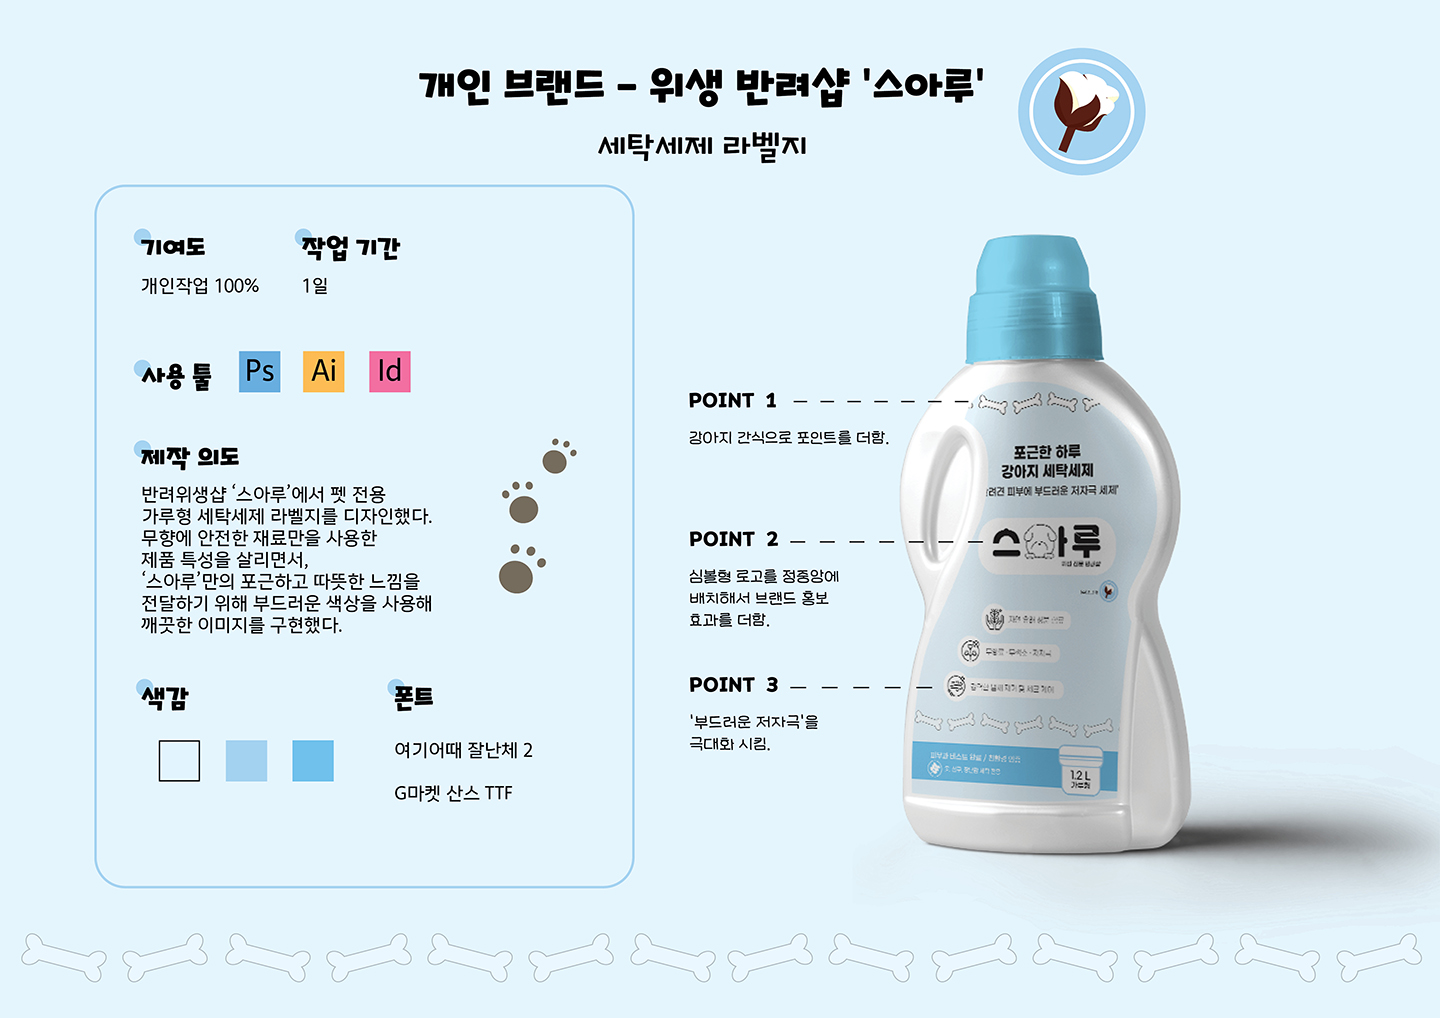 개인 브랜드 - 위생 반려샵 '스아루'
세탁세제 라벨지
기여도
개인작업 100%
작업 기간
1일
사용 툴
Ps
Ai
Id
제작 의도
반려위생샵 ‘스아루’에서 펫 전용
가루형 세탁세제 라벨지를 디자인했다.
무향에 안전한 재료만을 사용한
제품 특성을 살리면서,
‘스아루’만의 포근하고 따뜻한 느낌을
전달하기 위해 부드러운 색상을 사용해
깨끗한 이미지를 구현했다.
색감
폰트
여기어때 잘난체 2
G마켓 산스 TTF
POINT 1
강아지 간식으로 포인트를 더함.
POINT 2
심볼형 로고를 정중앙에
배치해서 브랜드 홍보
효과를 더함.
POINT 3
'부드러운 저자극'을
극대화 시킴.
포근한 하루
강아지 세탁세제
피부에 부드러운 저자극 세제'
스아루
1.2 L
가루형